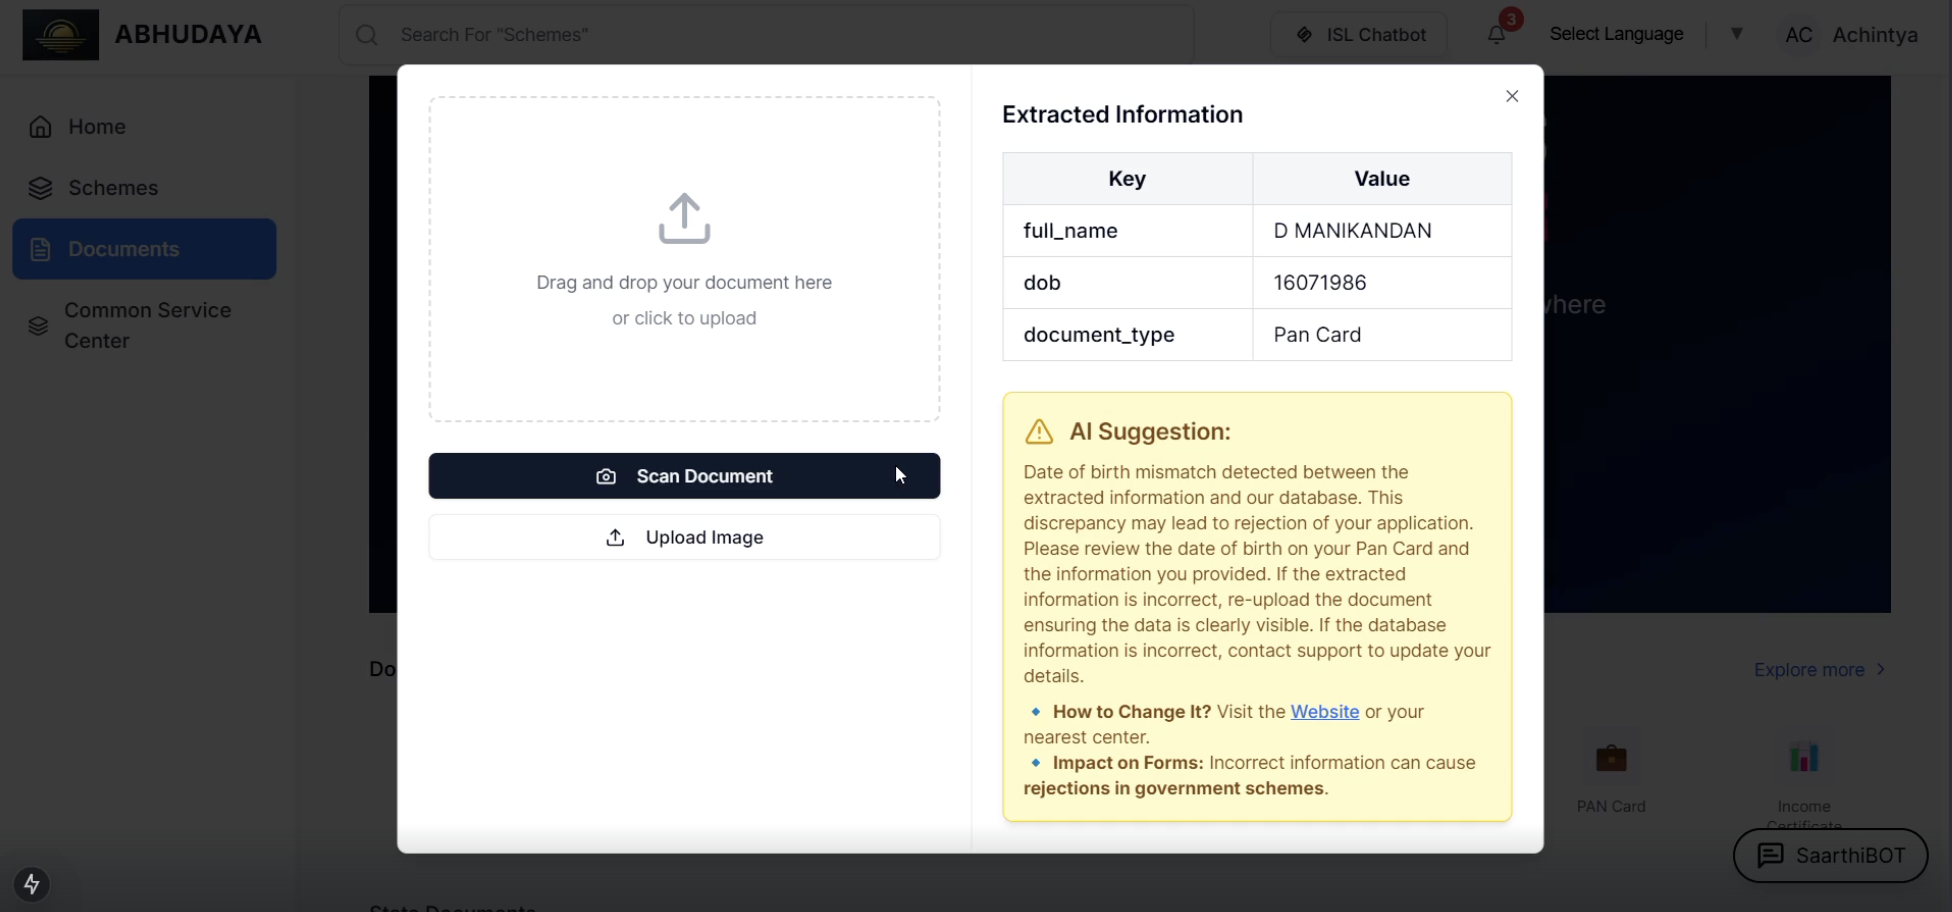 ABHUDAYA
Search For "Schemes"
ISL Chatbot
3
Select Language
▼
AC
Achintya
Home
Schemes
Documents
Common Service
Center
Drag and drop your document here
or click to upload
Scan Document
Upload Image
Extracted Information
Key Value
full_name D MANIKANDAN
dob 16071986
document_type Pan Card
AI Suggestion:
Date of birth mismatch detected between the
extracted information and our database. This
discrepancy may lead to rejection of your application.
Please review the date of birth on your Pan Card and
the information you provided. If the extracted
information is incorrect, re-upload the document
ensuring the data is clearly visible. If the database
information is incorrect, contact support to update your
details.
How to Change It? Visit the Website or your
nearest center.
Impact on Forms: Incorrect information can cause
rejections in government schemes.
Do
Explore more
PAN Card
Income
Certificate
SaarthiBOT
State Documents